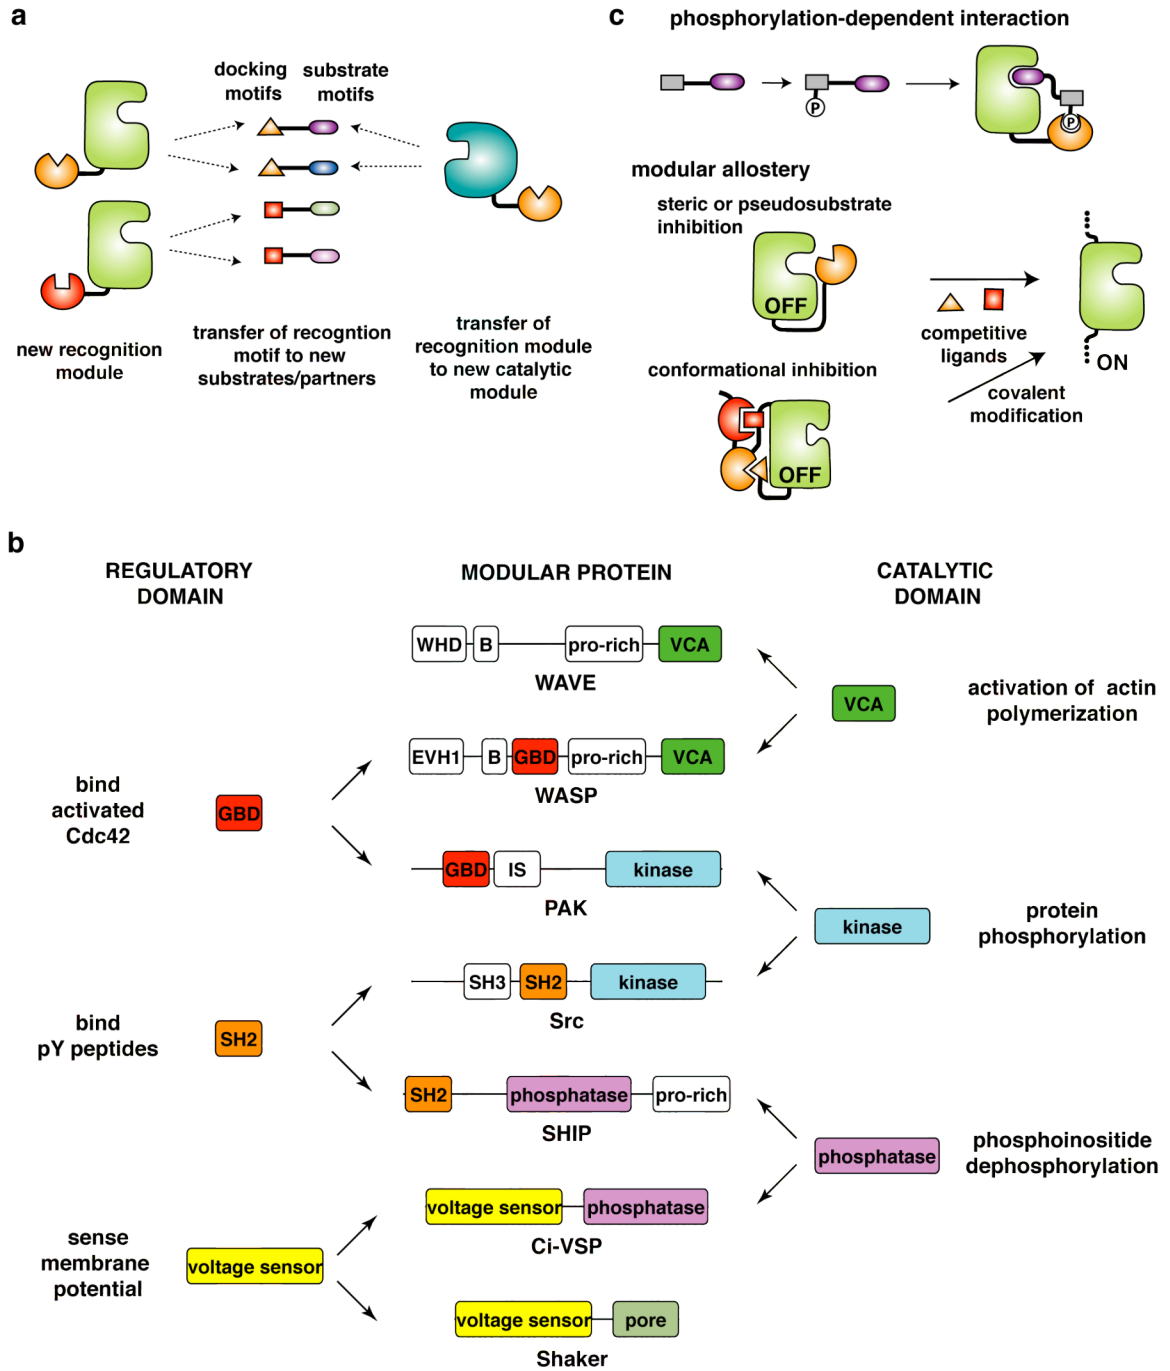 a
docking
motifs
substrate
motifs
new recognition
module
transfer of recogntion
motif to new
substrates/partners
transfer of
recognition module
to new catalytic
module
c
phosphorylation-dependent interaction
P
P
modular allostery
steric or pseudosubstrate
inhibition
OFF
conformational inhibition
OFF
competitive
ligands
covalent
modification
ON
b
REGULATORY
DOMAIN
MODULAR PROTEIN
CATALYTIC
DOMAIN
WHD B pro-rich VCA
WAVE
VCA
activation of actin
polymerization
EVH1 B GBD pro-rich VCA
WASP
bind
activated
Cdc42
GBD
GBD IS kinase
PAK
kinase
protein
phosphorylation
SH3 SH2 kinase
Src
bind
pY peptides
SH2
SH2 phosphatase pro-rich
SHIP
phosphatase
phosphoinositide
dephosphorylation
voltage sensor phosphatase
Ci-VSP
sense
membrane
potential
voltage sensor
voltage sensor pore
Shaker